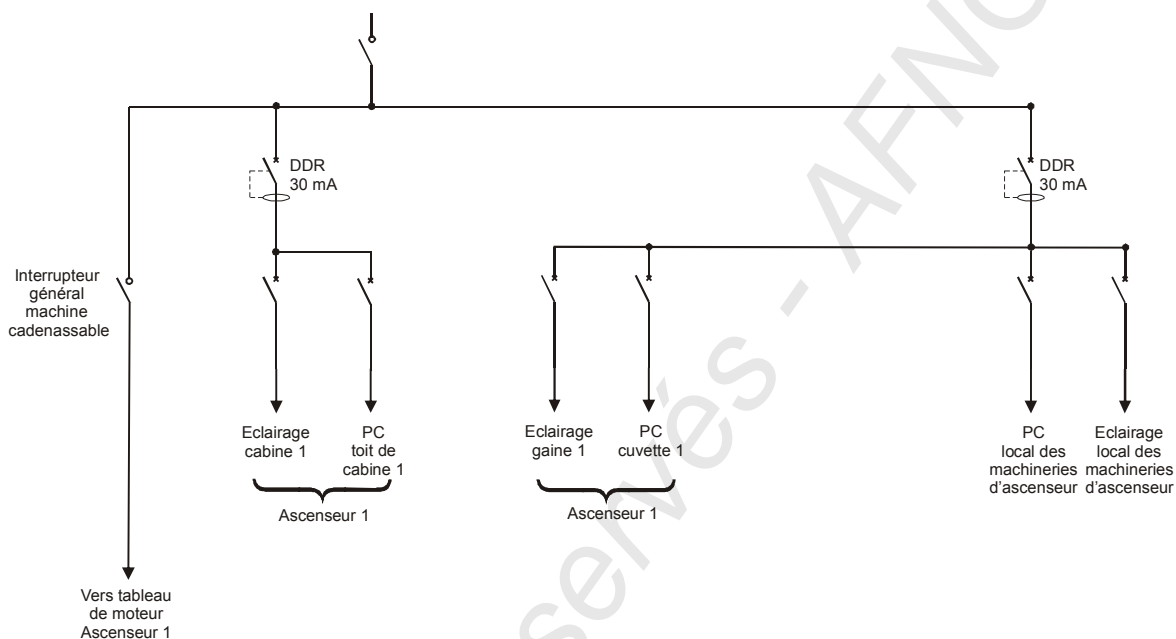 DDR
30 mA
DDR
30 mA
Interrupteur
général
machine
cadenassable
Eclairage
cabine 1
PC
toit de
cabine 1
Ascenseur 1
Eclairage
gaine 1
PC
cuvette 1
Ascenseur 1
PC
local des
machineries
d'ascenseur
Eclairage
local des
machineries
d'ascenseur
Vers tableau
de moteur
Ascenseur 1